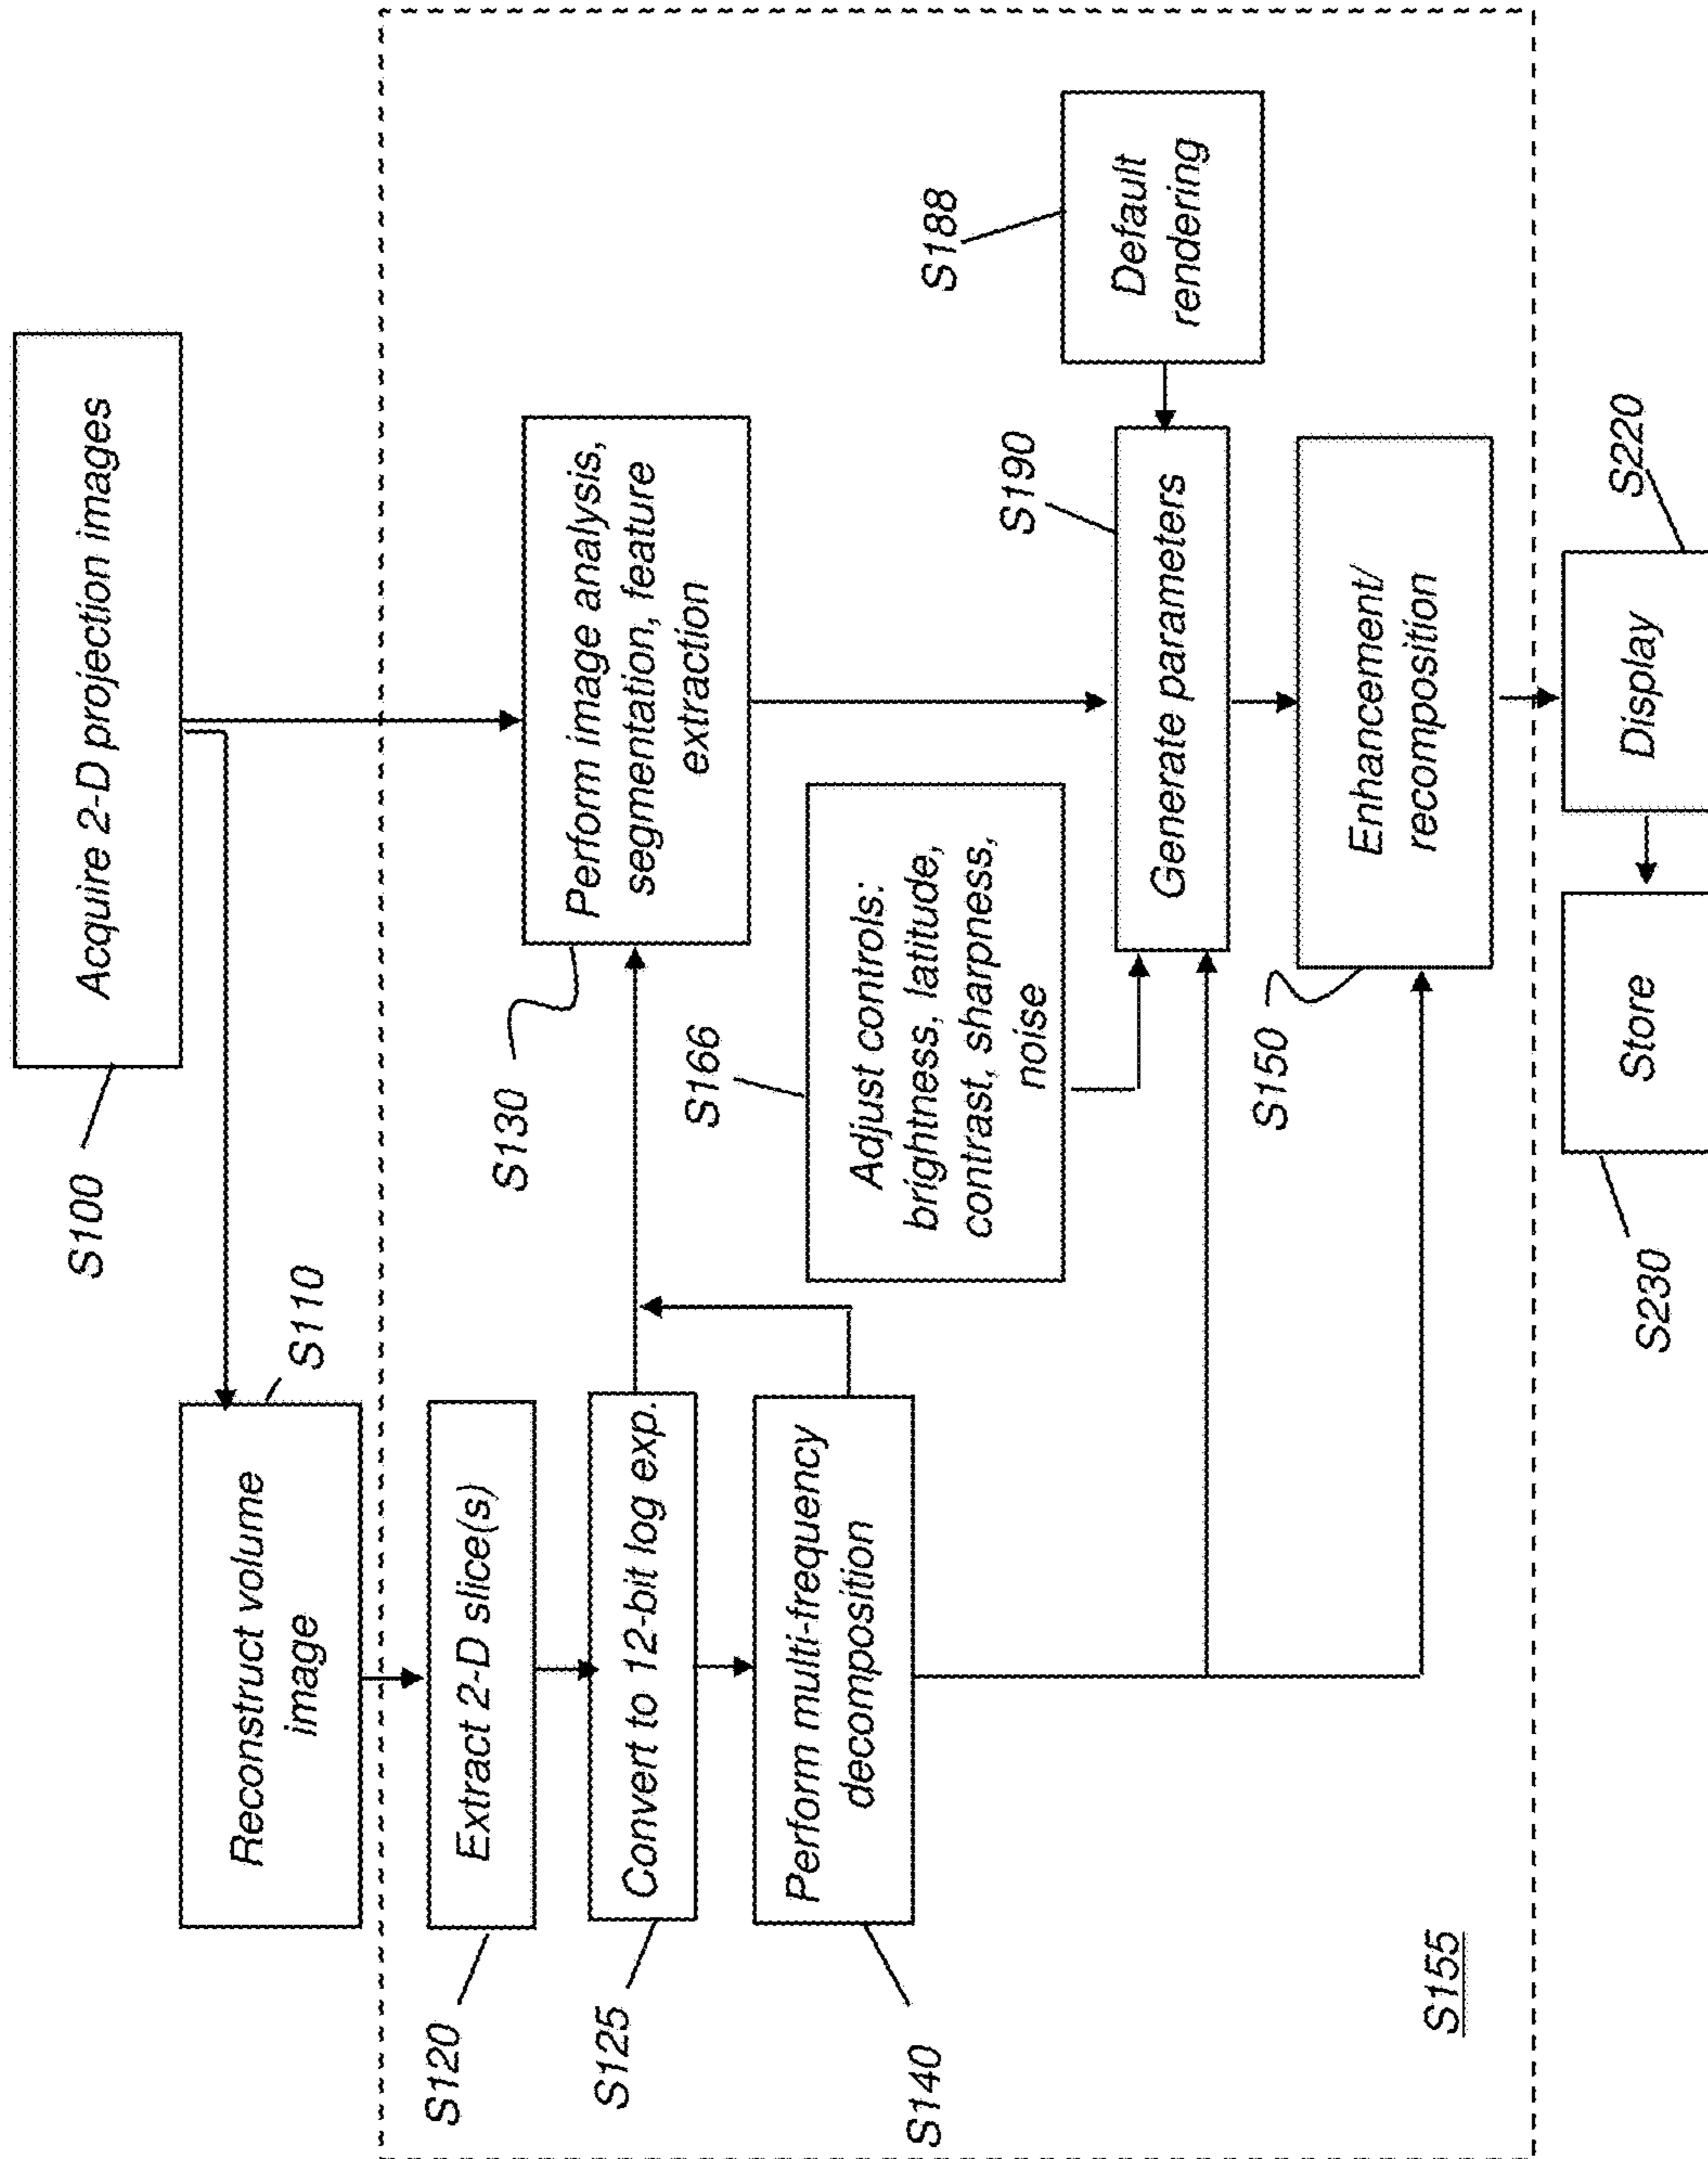 Acquire 2-D projection images
S100
Reconstruct volume
image
S110
Extract 2-D slice(s)
S120
Convert to 12-bit log exp.
S125
Perform multi-frequency
decomposition
S140
Perform image analysis,
segmentation, feature
extraction
S130
Adjust controls:
brightness, latitude,
contrast, sharpness,
noise
S166
Default
rendering
S188
Generate parameters
S190
Enhancement/
recomposition
S150
S155
Display
S220
Store
S230